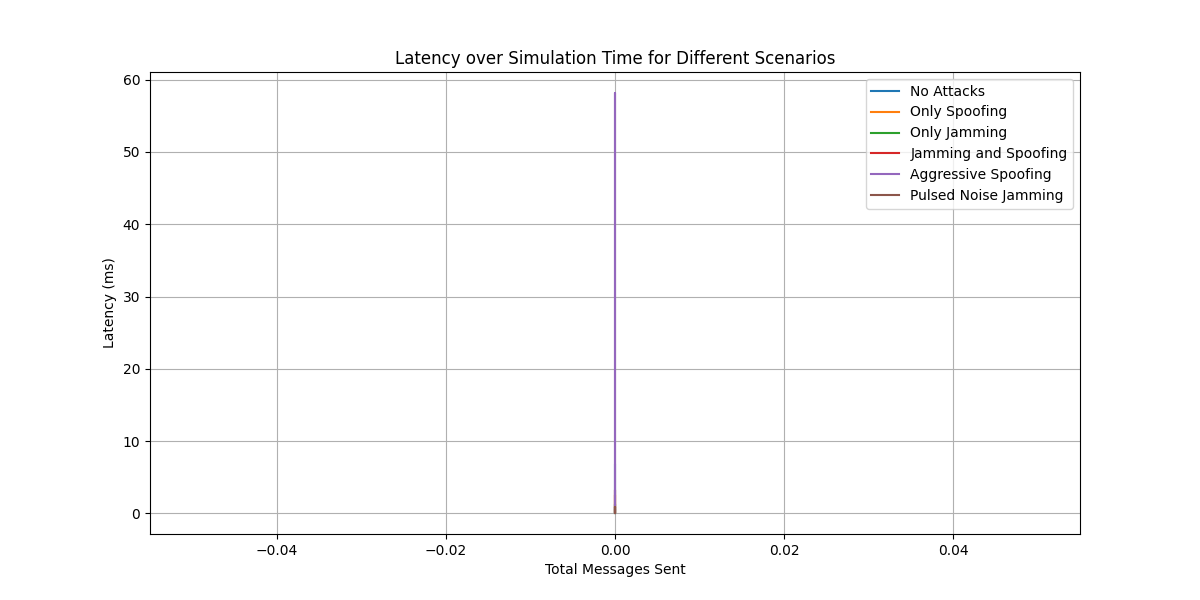 Latency over Simulation Time for Different Scenarios
60
50
40
30
20
10
0
Latency (ms)
No Attacks
Only Spoofing
Only Jamming
Jamming and Spoofing
Aggressive Spoofing
Pulsed Noise Jamming
−0.04 −0.02 0.00 0.02 0.04
Total Messages Sent